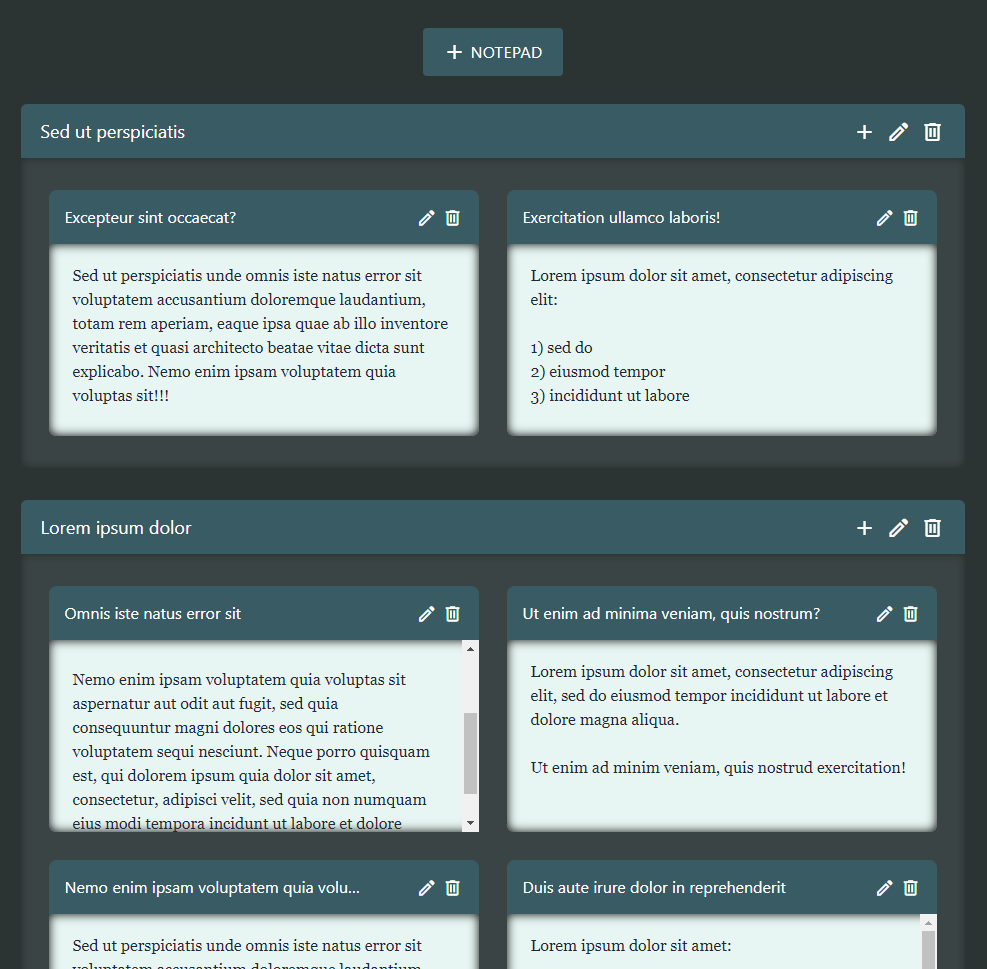 NOTEPAD
Sed ut perspiciatis
Excepteur sint occaecat?
Sed ut perspiciatis unde omnis iste natus error sit
voluptatem accusantium doloremque laudantium,
totam rem aperiam, eaque ipsa quae ab illo inventore
veritatis et quasi architecto beatae vitae dicta sunt
explicabo. Nemo enim ipsam voluptatem quia
voluptas sit!!!
Exercitation ullamco laboris!
Lorem ipsum dolor sit amet, consectetur adipiscing
elit:
1) sed do
2) eiusmod tempor
3) incididunt ut labore
Lorem ipsum dolor
Omnis iste natus error sit
Nemo enim ipsam voluptatem quia voluptas sit
aspernatur aut odit aut fugit, sed quia
consequuntur magni dolores eos qui ratione
voluptatem sequi nesciunt. Neque porro quisquam
est, qui dolorem ipsum quia dolor sit amet,
consectetur, adipisci velit, sed quia non numquam
eius modi tempora incidunt ut labore et dolore
Ut enim ad minima veniam, quis nostrum?
Lorem ipsum dolor sit amet, consectetur adipiscing
elit, sed do eiusmod tempor incididunt ut labore et
dolore magna aliqua.
Ut enim ad minim veniam, quis nostrud exercitation!
Nemo enim ipsam voluptatem quia volu...
Sed ut perspiciatis unde omnis iste natus error sit
voluptatem accusantium doloremque laudantium,
Duis aute irure dolor in reprehenderit
Lorem ipsum dolor sit amet: